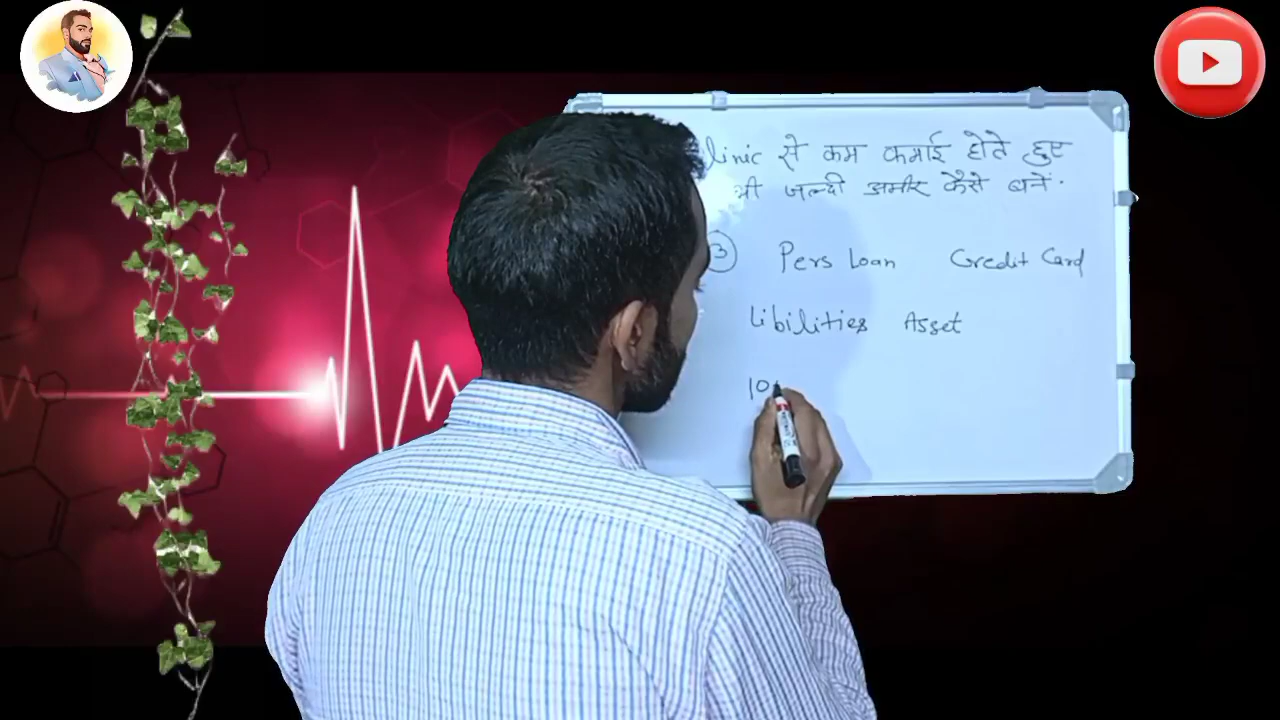 linic से कम कमाई होते हुए
भी जल्दी अमीर कैसे बनें.
3 Pers Loan Credit Card
Libilities Asset
10